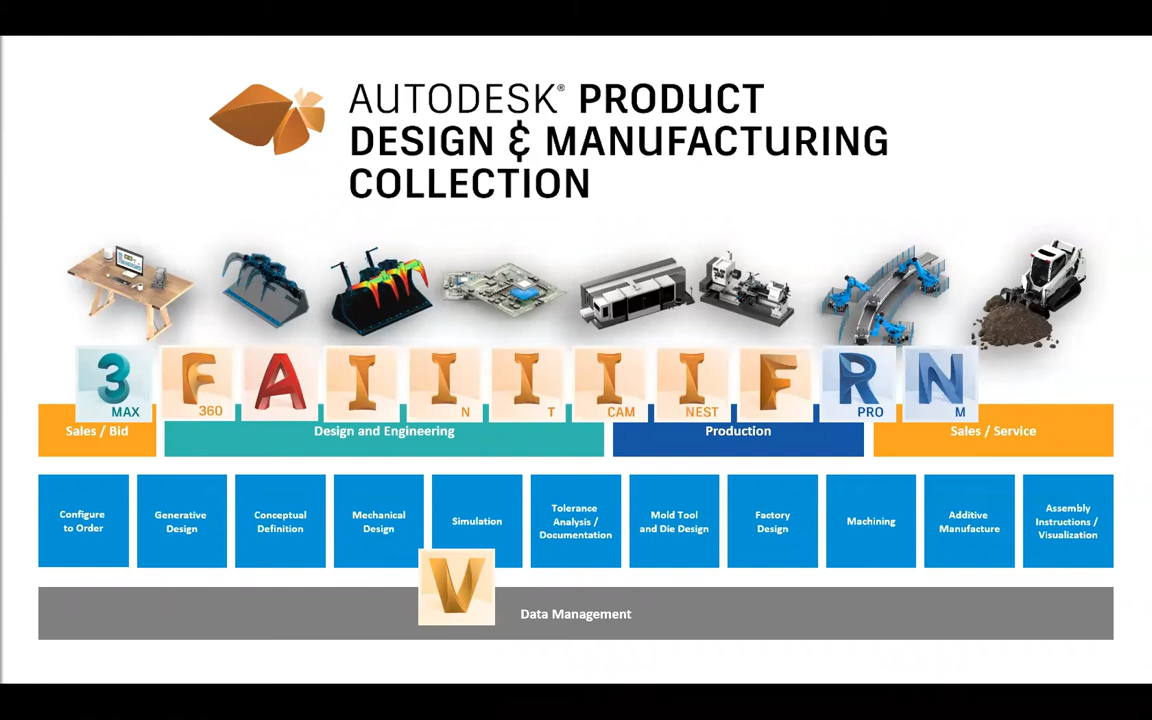 AUTODESK® PRODUCT
DESIGN & MANUFACTURING
COLLECTION
3 MAX
F 360
A
I
I N
I T
I CAM
I NEST
F
R PRO
N M
Sales / Bid
Design and Engineering
Production
Sales / Service
Configure
to Order
Generative
Design
Conceptual
Definition
Mechanical
Design
Simulation
Tolerance
Analysis /
Documentation
Mold Tool
and Die Design
Factory
Design
Machining
Additive
Manufacture
Assembly
Instructions /
Visualization
V
Data Management